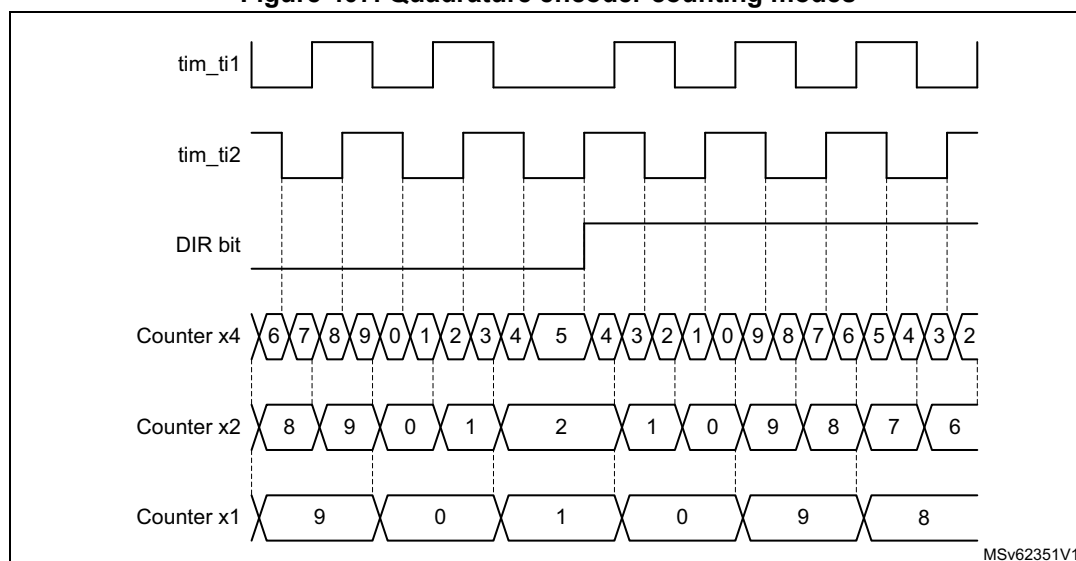 Figure 407. Quadrature encoder counting modes
tim_ti1
tim_ti2
DIR bit
Counter x4 6 7 8 9 0 1 2 3 4 5 4 3 2 1 0 9 8 7 6 5 4 3 2
Counter x2 8 9 0 1 2 1 0 9 8 7 6
Counter x1 9 0 1 0 9 8
MSv62351V1